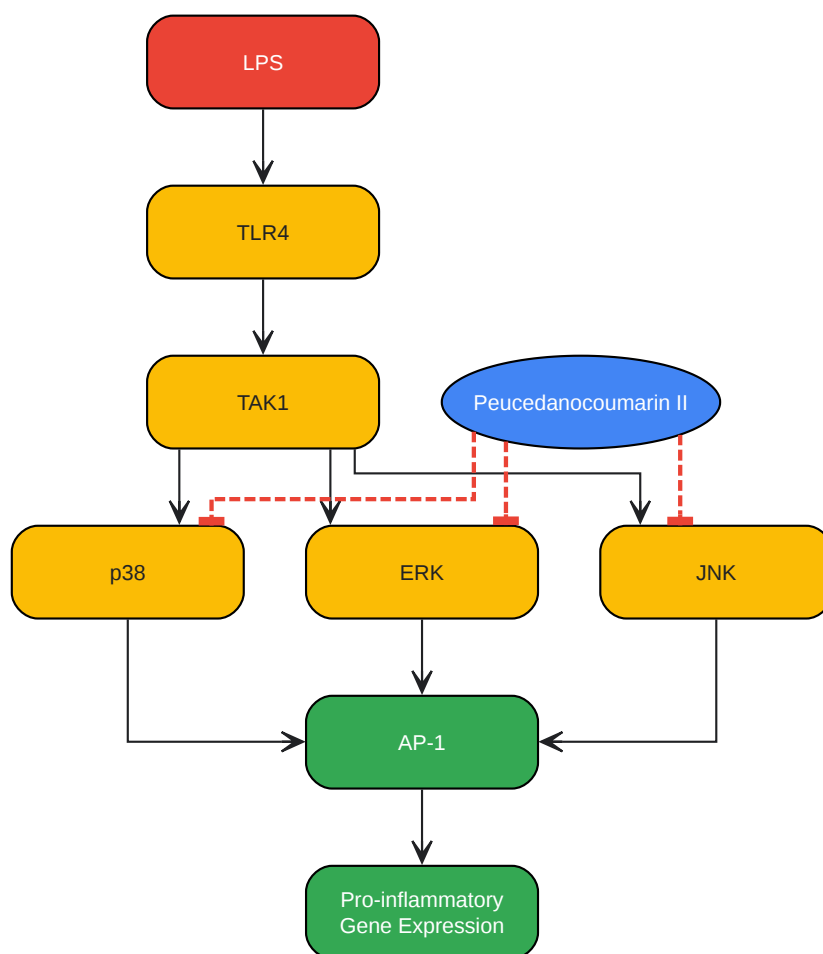 LPS
TLR4
TAK1
Peucedanocoumarin II
p38
ERK
JNK
AP-1
Pro-inflammatory
Gene Expression